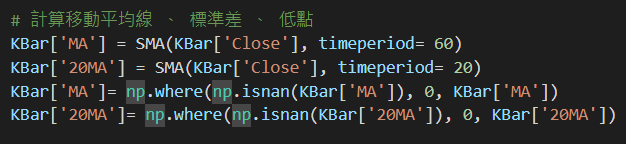 # 計算移動平均線 、 標準差 、 低點
KBar['MA'] = SMA(KBar['Close'], timeperiod= 60)
KBar['20MA'] = SMA(KBar['Close'], timeperiod= 20)
KBar['MA']= np.where(np.isnan(KBar['MA']), 0, KBar['MA'])
KBar['20MA']= np.where(np.isnan(KBar['20MA']), 0, KBar['20MA'])